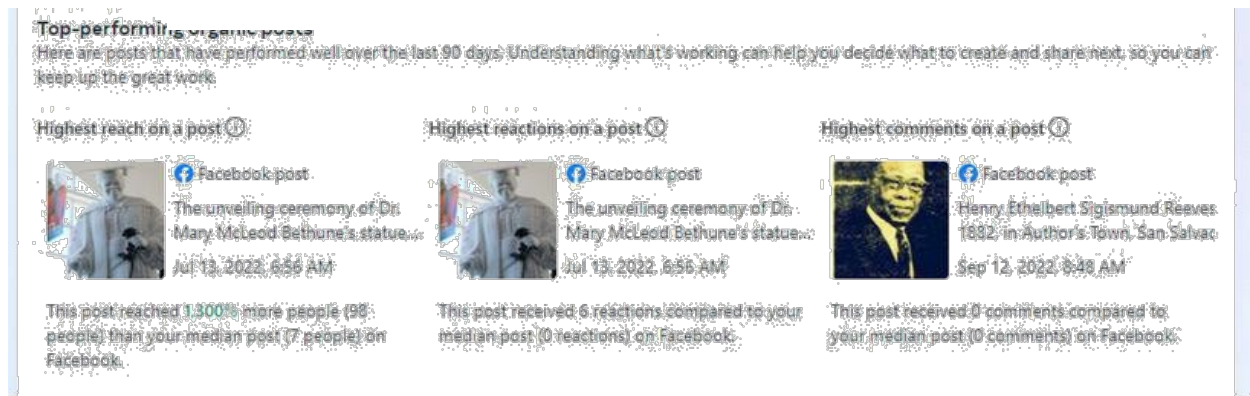 Top-performing organic posts
Here are posts that have performed well over the last 90 days. Understanding what's working can help you decide what to create and share next, so you can
keep up the great work.
Highest reach on a post
Facebook post
The unveiling ceremony of Dr.
Mary McLeod Bethune's statue...
Jul 13, 2022, 6:56 AM
This post reached 1,300% more people (98
people) than your median post (7 people) on
Facebook.
Highest reactions on a post
Facebook post
The unveiling ceremony of Dr.
Mary McLeod Bethune's statue...
Jul 13, 2022, 6:56 AM
This post received 6 reactions compared to your
median post (0 reactions) on Facebook.
Highest comments on a post
Facebook post
Henry Ethelbert Sigismund Reeves
1882, in Author's Town, San Salvac
Sep 12, 2022, 8:48 AM
This post received 0 comments compared to
your median post (0 comments) on Facebook.